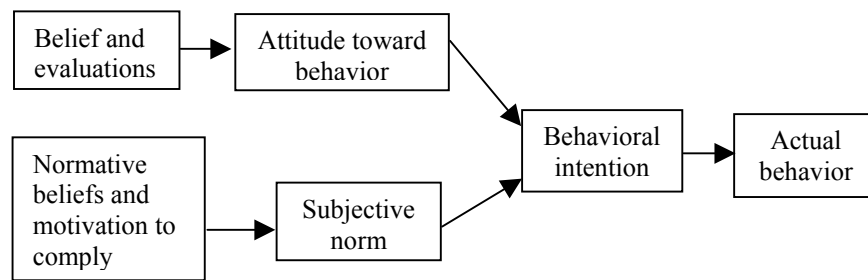 Belief and
evaluations
Attitude toward
behavior
Normative
beliefs and
motivation to
comply
Subjective
norm
Behavioral
intention
Actual
behavior